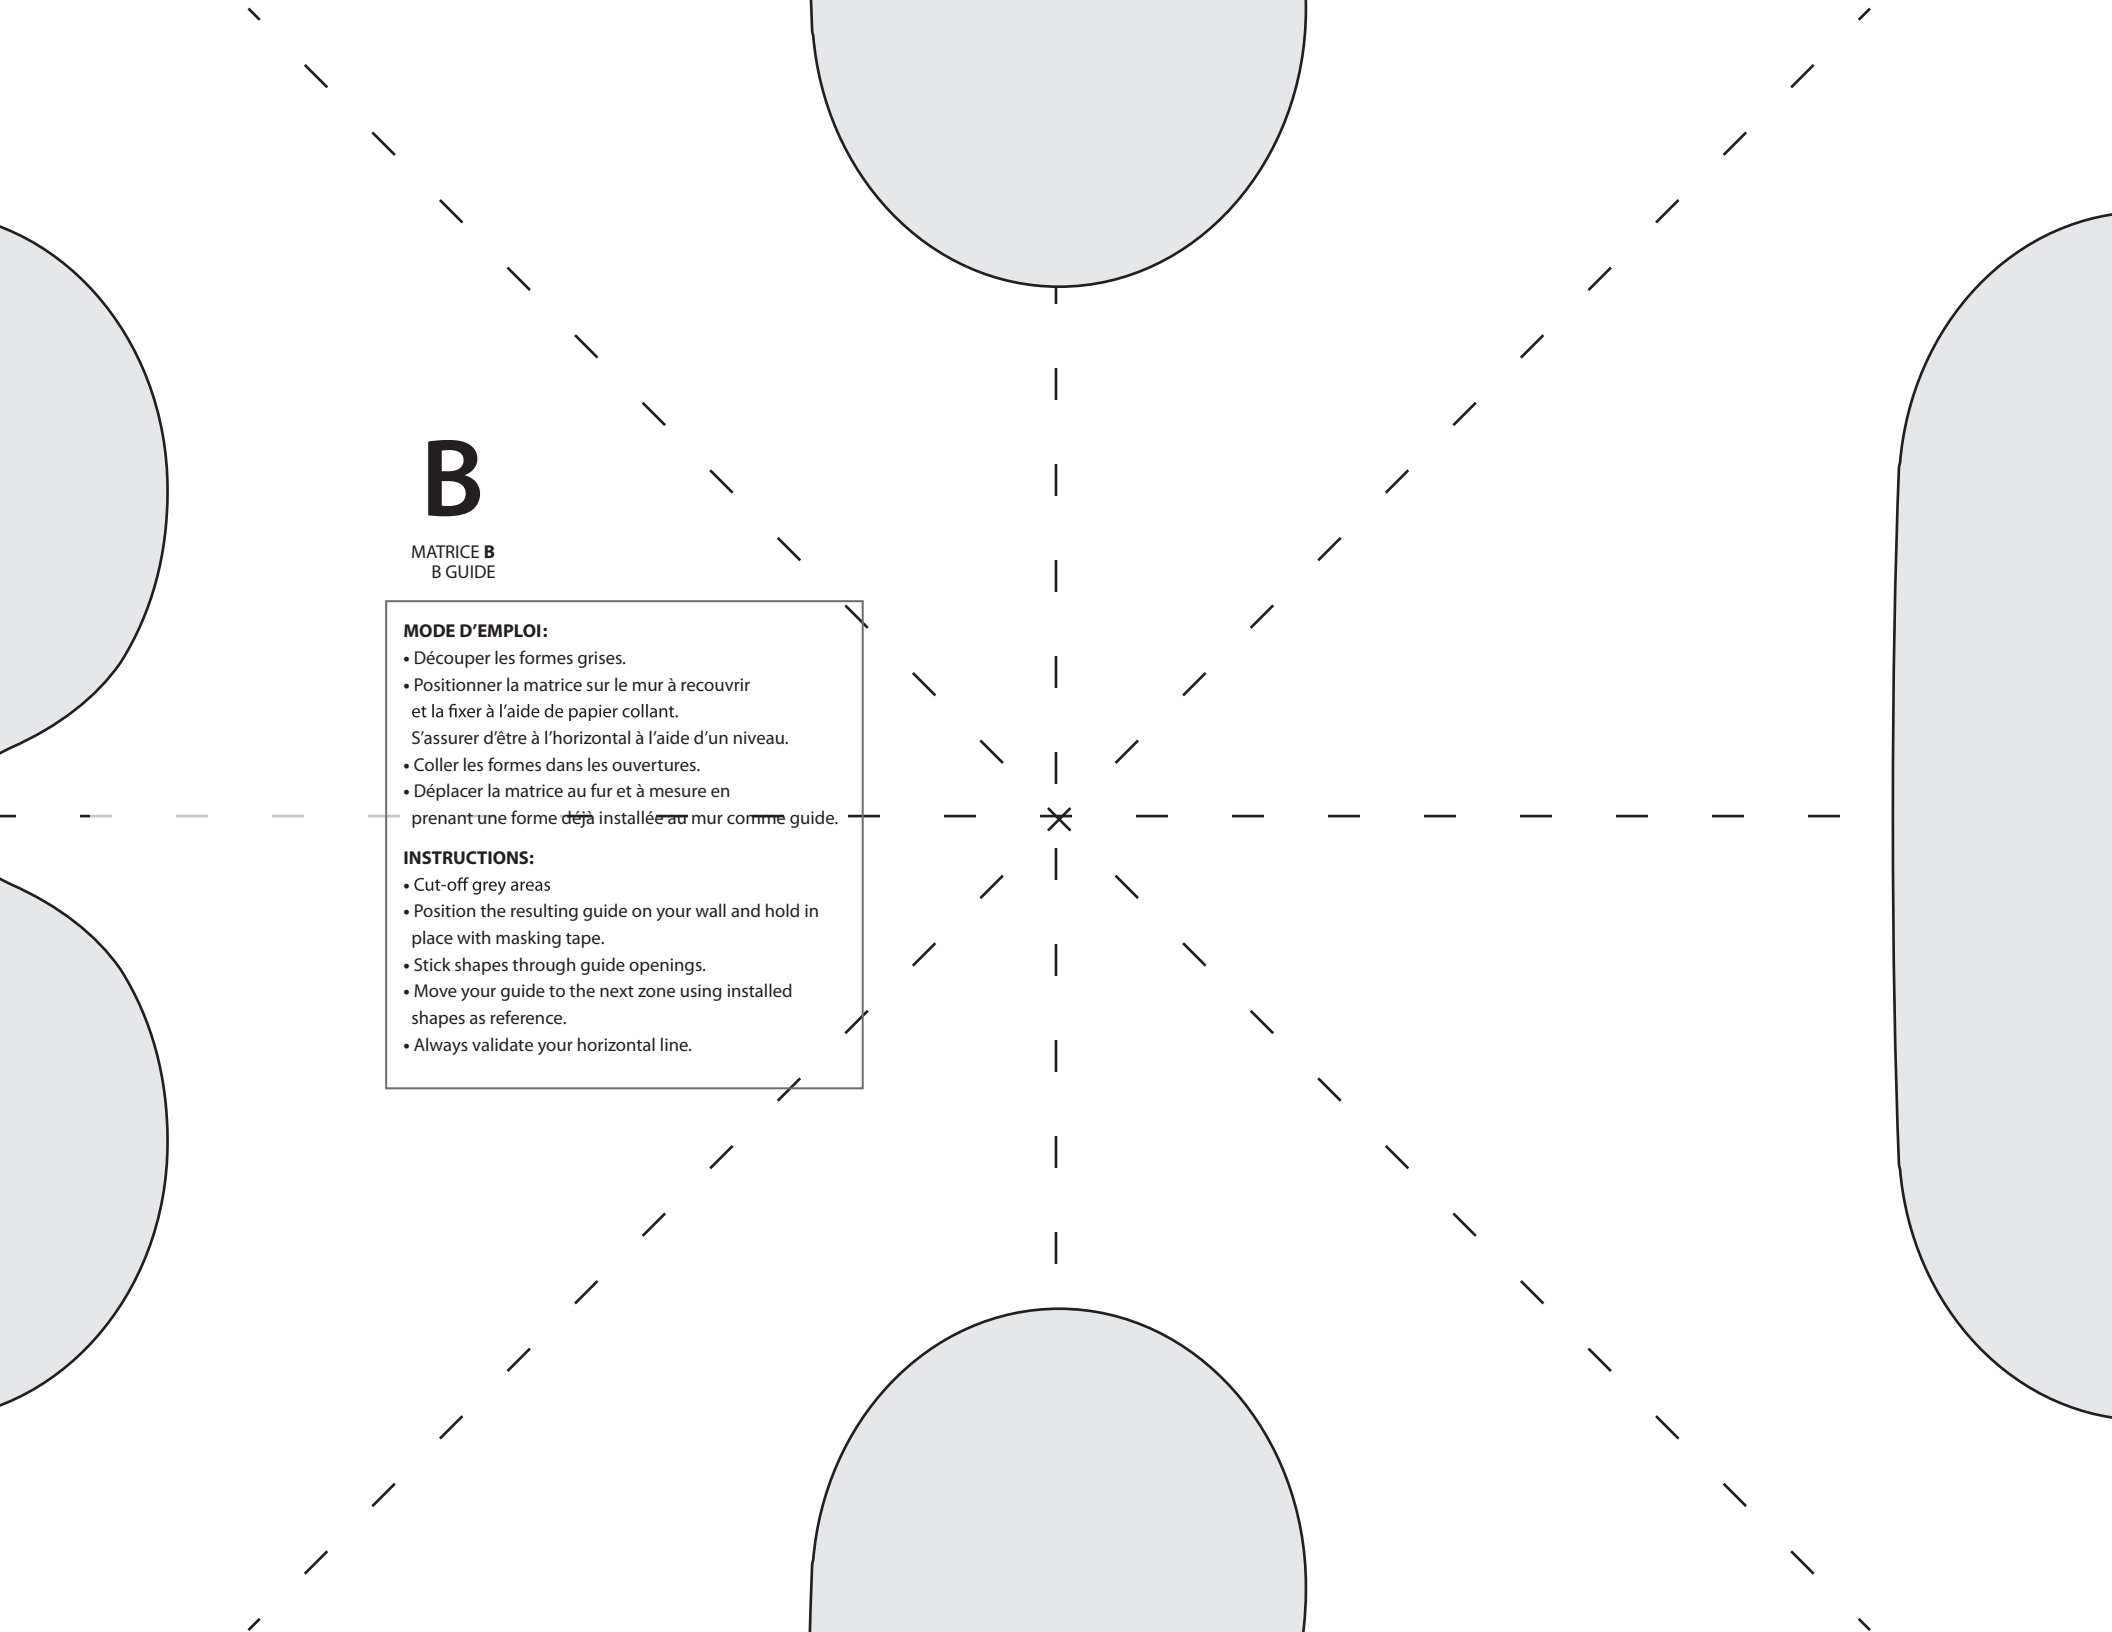 B
MATRICE B
B GUIDE
MODE D’EMPLOI:
• Découper les formes grises.
• Positionner la matrice sur le mur à recouvrir
et la fixer à l’aide de papier collant.
S’assurer d’être à l’horizontal à l’aide d’un niveau.
• Coller les formes dans les ouvertures.
• Déplacer la matrice au fur et à mesure en
prenant une forme déjà installée au mur comme guide.
INSTRUCTIONS:
• Cut-off grey areas
• Position the resulting guide on your wall and hold in
place with masking tape.
• Stick shapes through guide openings.
• Move your guide to the next zone using installed
shapes as reference.
• Always validate your horizontal line.